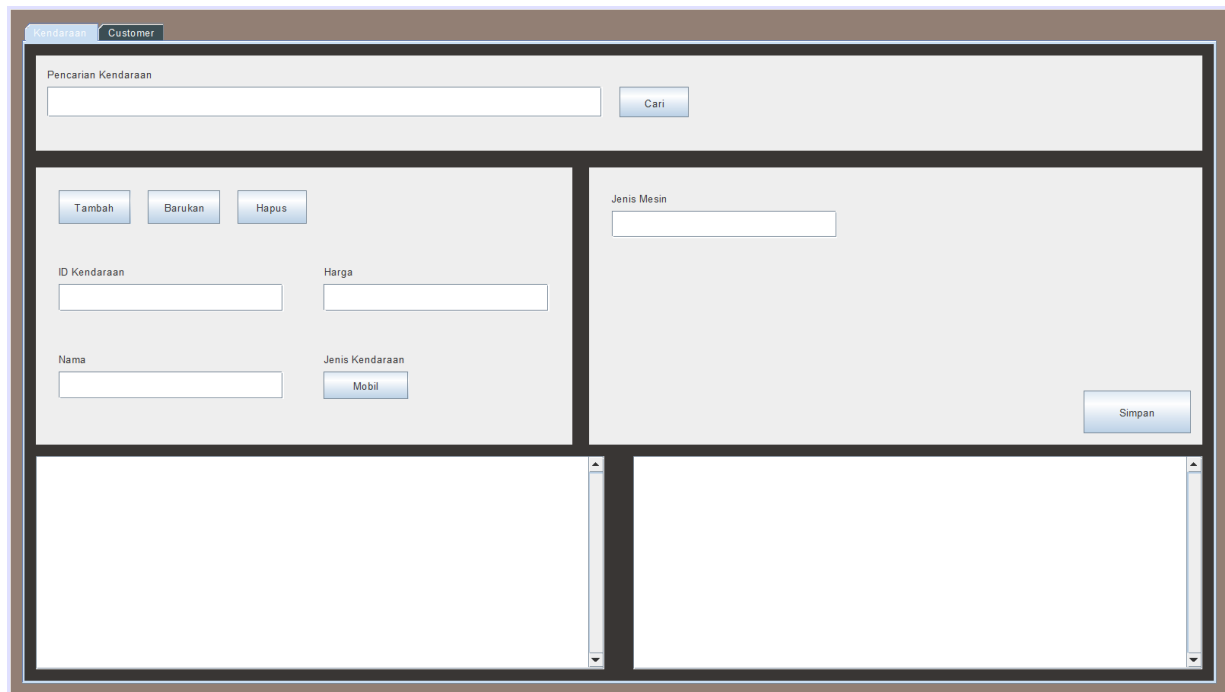 Kendaraan
Customer
Pencarian Kendaraan
Cari
Tambah
Barukan
Hapus
Jenis Mesin
ID Kendaraan
Harga
Nama
Jenis Kendaraan
Mobil
Simpan